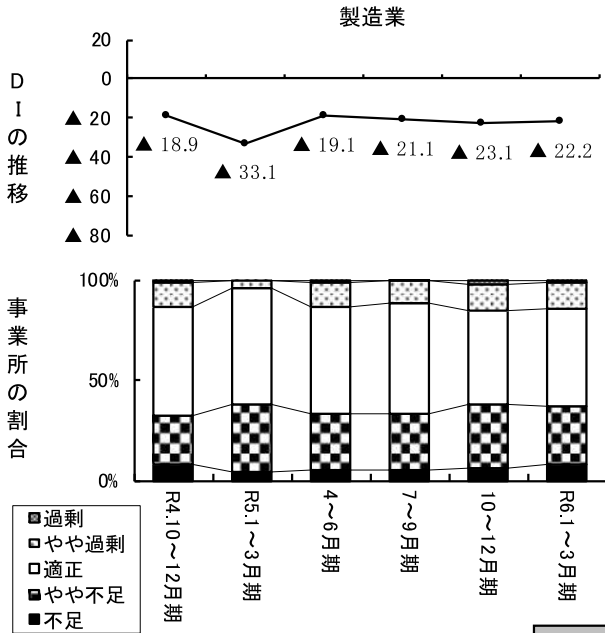 製造業
DIの推移
20
0
▲ 20
▲ 40
▲ 60
▲ 80
▲ 18.9
▲ 33.1
▲ 19.1
▲ 21.1
▲ 23.1
▲ 22.2
事業所の割合
100%
50%
0%
R4.10～12月期
R5.1～3月期
4～6月期
7～9月期
10～12月期
R6.1～3月期
過剰
やや過剰
適正
やや不足
不足